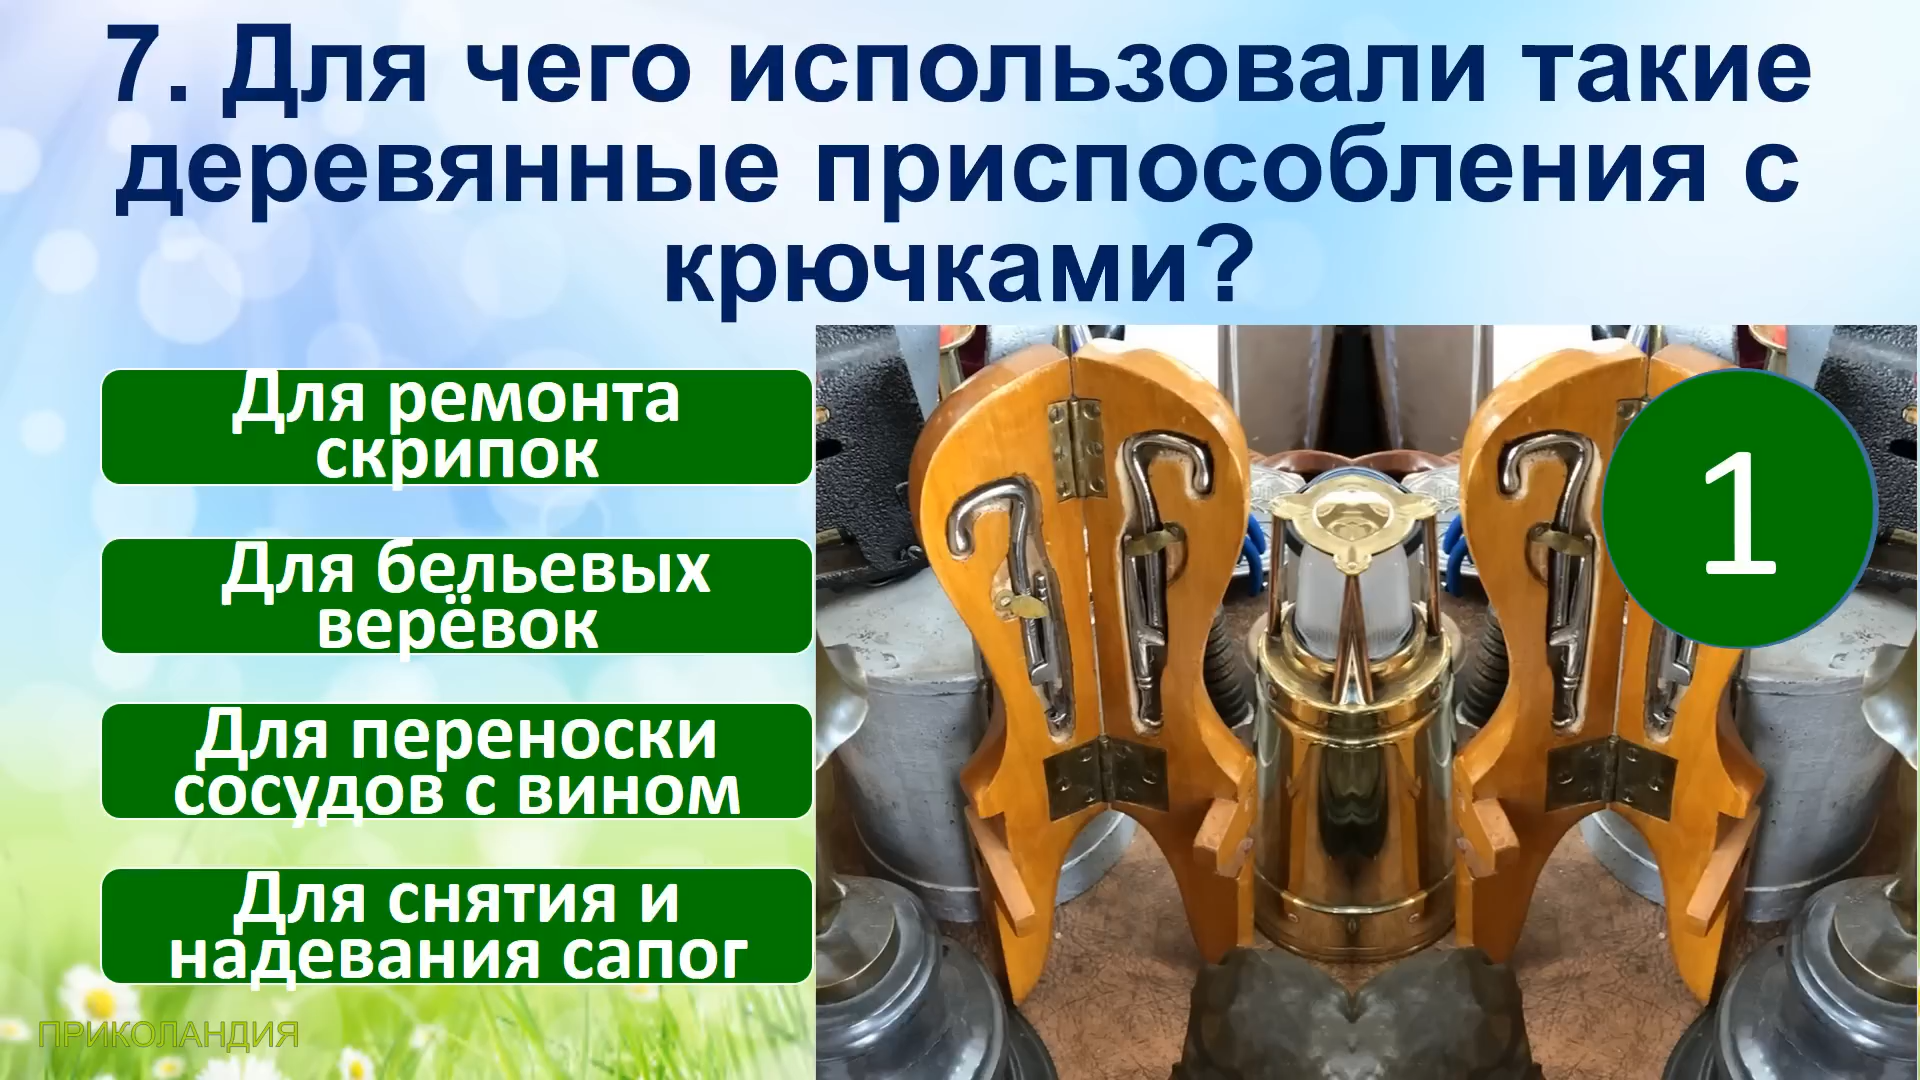 7. Для чего использовали такие
деревянные приспособления с
крючками?
Для ремонта
скрипок
1
Для бельевых
верёвок
Для переноски
сосудов с вином
Для снятия и
надевания сапог
ПРИКОЛАНДИЯ